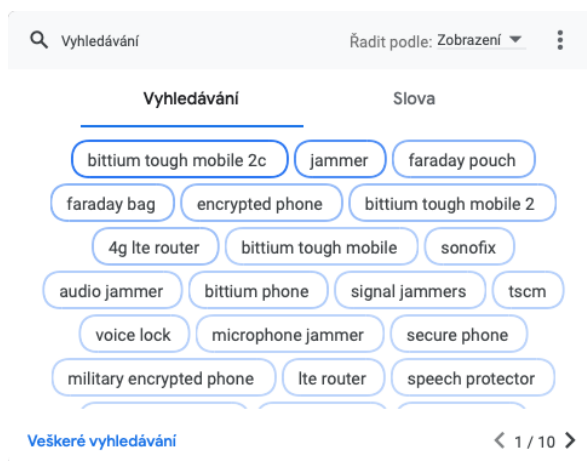 Vyhledávání Řadit podle: Zobrazení
Vyhledávání Slova
bittium tough mobile 2c jammer faraday pouch
faraday bag encrypted phone bittium tough mobile 2
4g lte router bittium tough mobile sonofix
audio jammer bittium phone signal jammers tscm
voice lock microphone jammer secure phone
military encrypted phone lte router speech protector
Veškeré vyhledávání 1 / 10